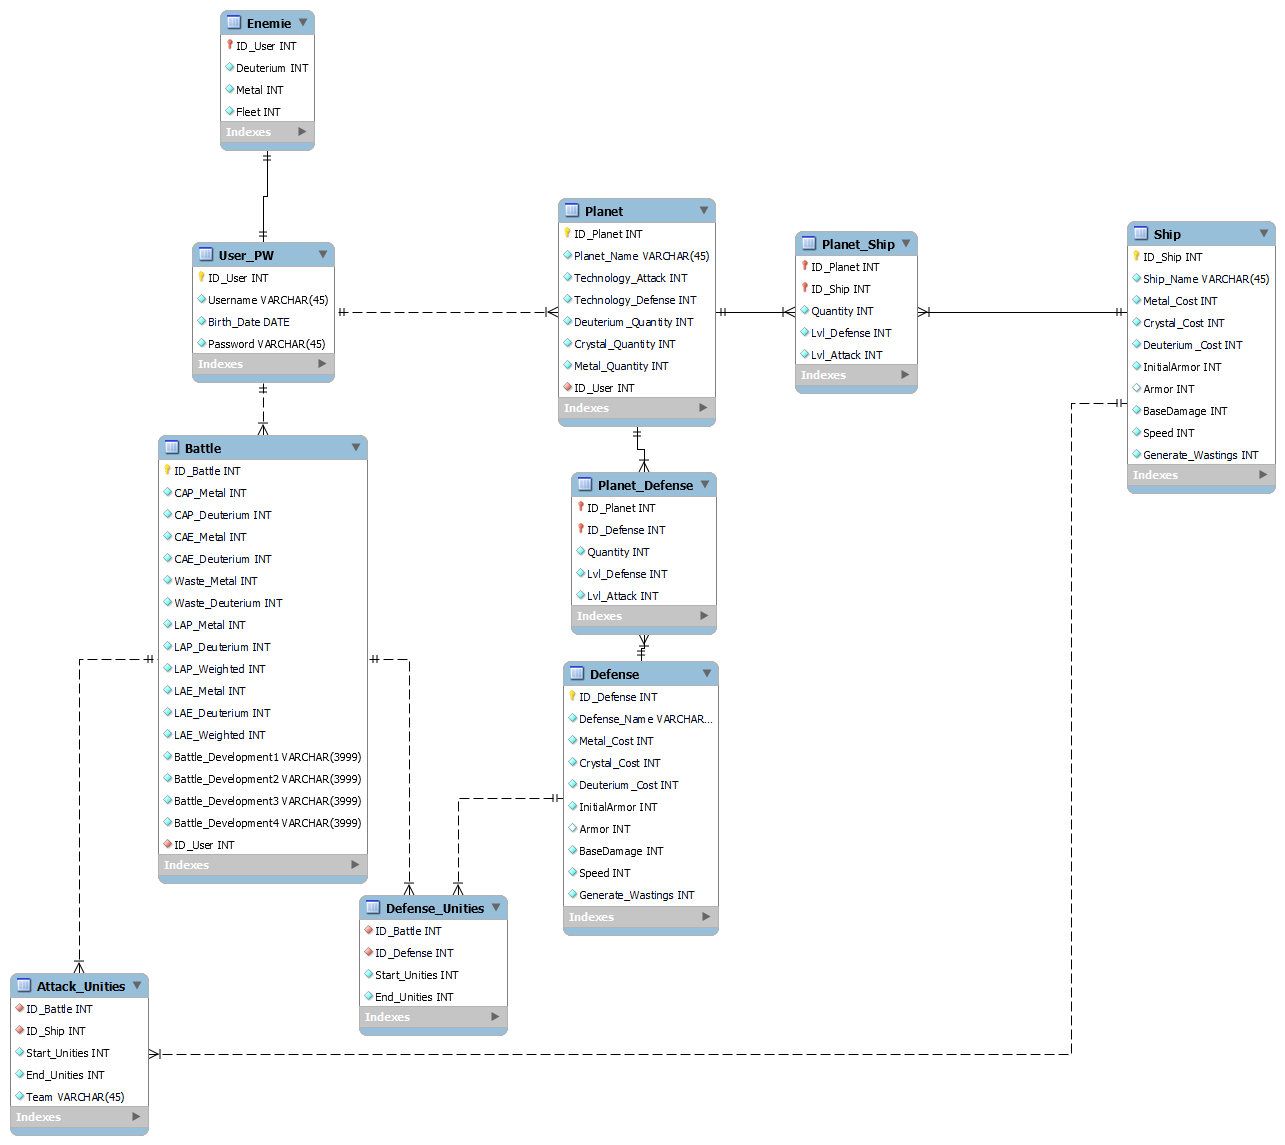 Enemie
ID_User INT
Deuterium INT
Metal INT
Fleet INT
Indexes
User_PW
ID_User INT
Username VARCHAR(45)
Birth_Date DATE
Password VARCHAR(45)
Indexes
Planet
ID_Planet INT
Planet_Name VARCHAR(45)
Technology_Attack INT
Technology_Defense INT
Deuterium_Quantity INT
Crystal_Quantity INT
Metal_Quantity INT
ID_User INT
Indexes
Planet_Ship
ID_Planet INT
ID_Ship INT
Quantity INT
Lvl_Defense INT
Lvl_Attack INT
Indexes
Ship
ID_Ship INT
Ship_Name VARCHAR(45)
Metal_Cost INT
Crystal_Cost INT
Deuterium_Cost INT
InitialArmor INT
Armor INT
BaseDamage INT
Speed INT
Generate_Wastings INT
Indexes
Battle
ID_Battle INT
CAP_Metal INT
CAP_Deuterium INT
CAE_Metal INT
CAE_Deuterium INT
Waste_Metal INT
Waste_Deuterium INT
LAP_Metal INT
LAP_Deuterium INT
LAP_Weighted INT
LAE_Metal INT
LAE_Deuterium INT
LAE_Weighted INT
Battle_Development1 VARCHAR(3999)
Battle_Development2 VARCHAR(3999)
Battle_Development3 VARCHAR(3999)
Battle_Development4 VARCHAR(3999)
ID_User INT
Indexes
Planet_Defense
ID_Planet INT
ID_Defense INT
Quantity INT
Lvl_Defense INT
Lvl_Attack INT
Indexes
Defense
ID_Defense INT
Defense_Name VARCHAR...
Metal_Cost INT
Crystal_Cost INT
Deuterium_Cost INT
InitialArmor INT
Armor INT
BaseDamage INT
Speed INT
Generate_Wastings INT
Indexes
Defense_Unities
ID_Battle INT
ID_Defense INT
Start_Unities INT
End_Unities INT
Indexes
Attack_Unities
ID_Battle INT
ID_Ship INT
Start_Unities INT
End_Unities INT
Team VARCHAR(45)
Indexes